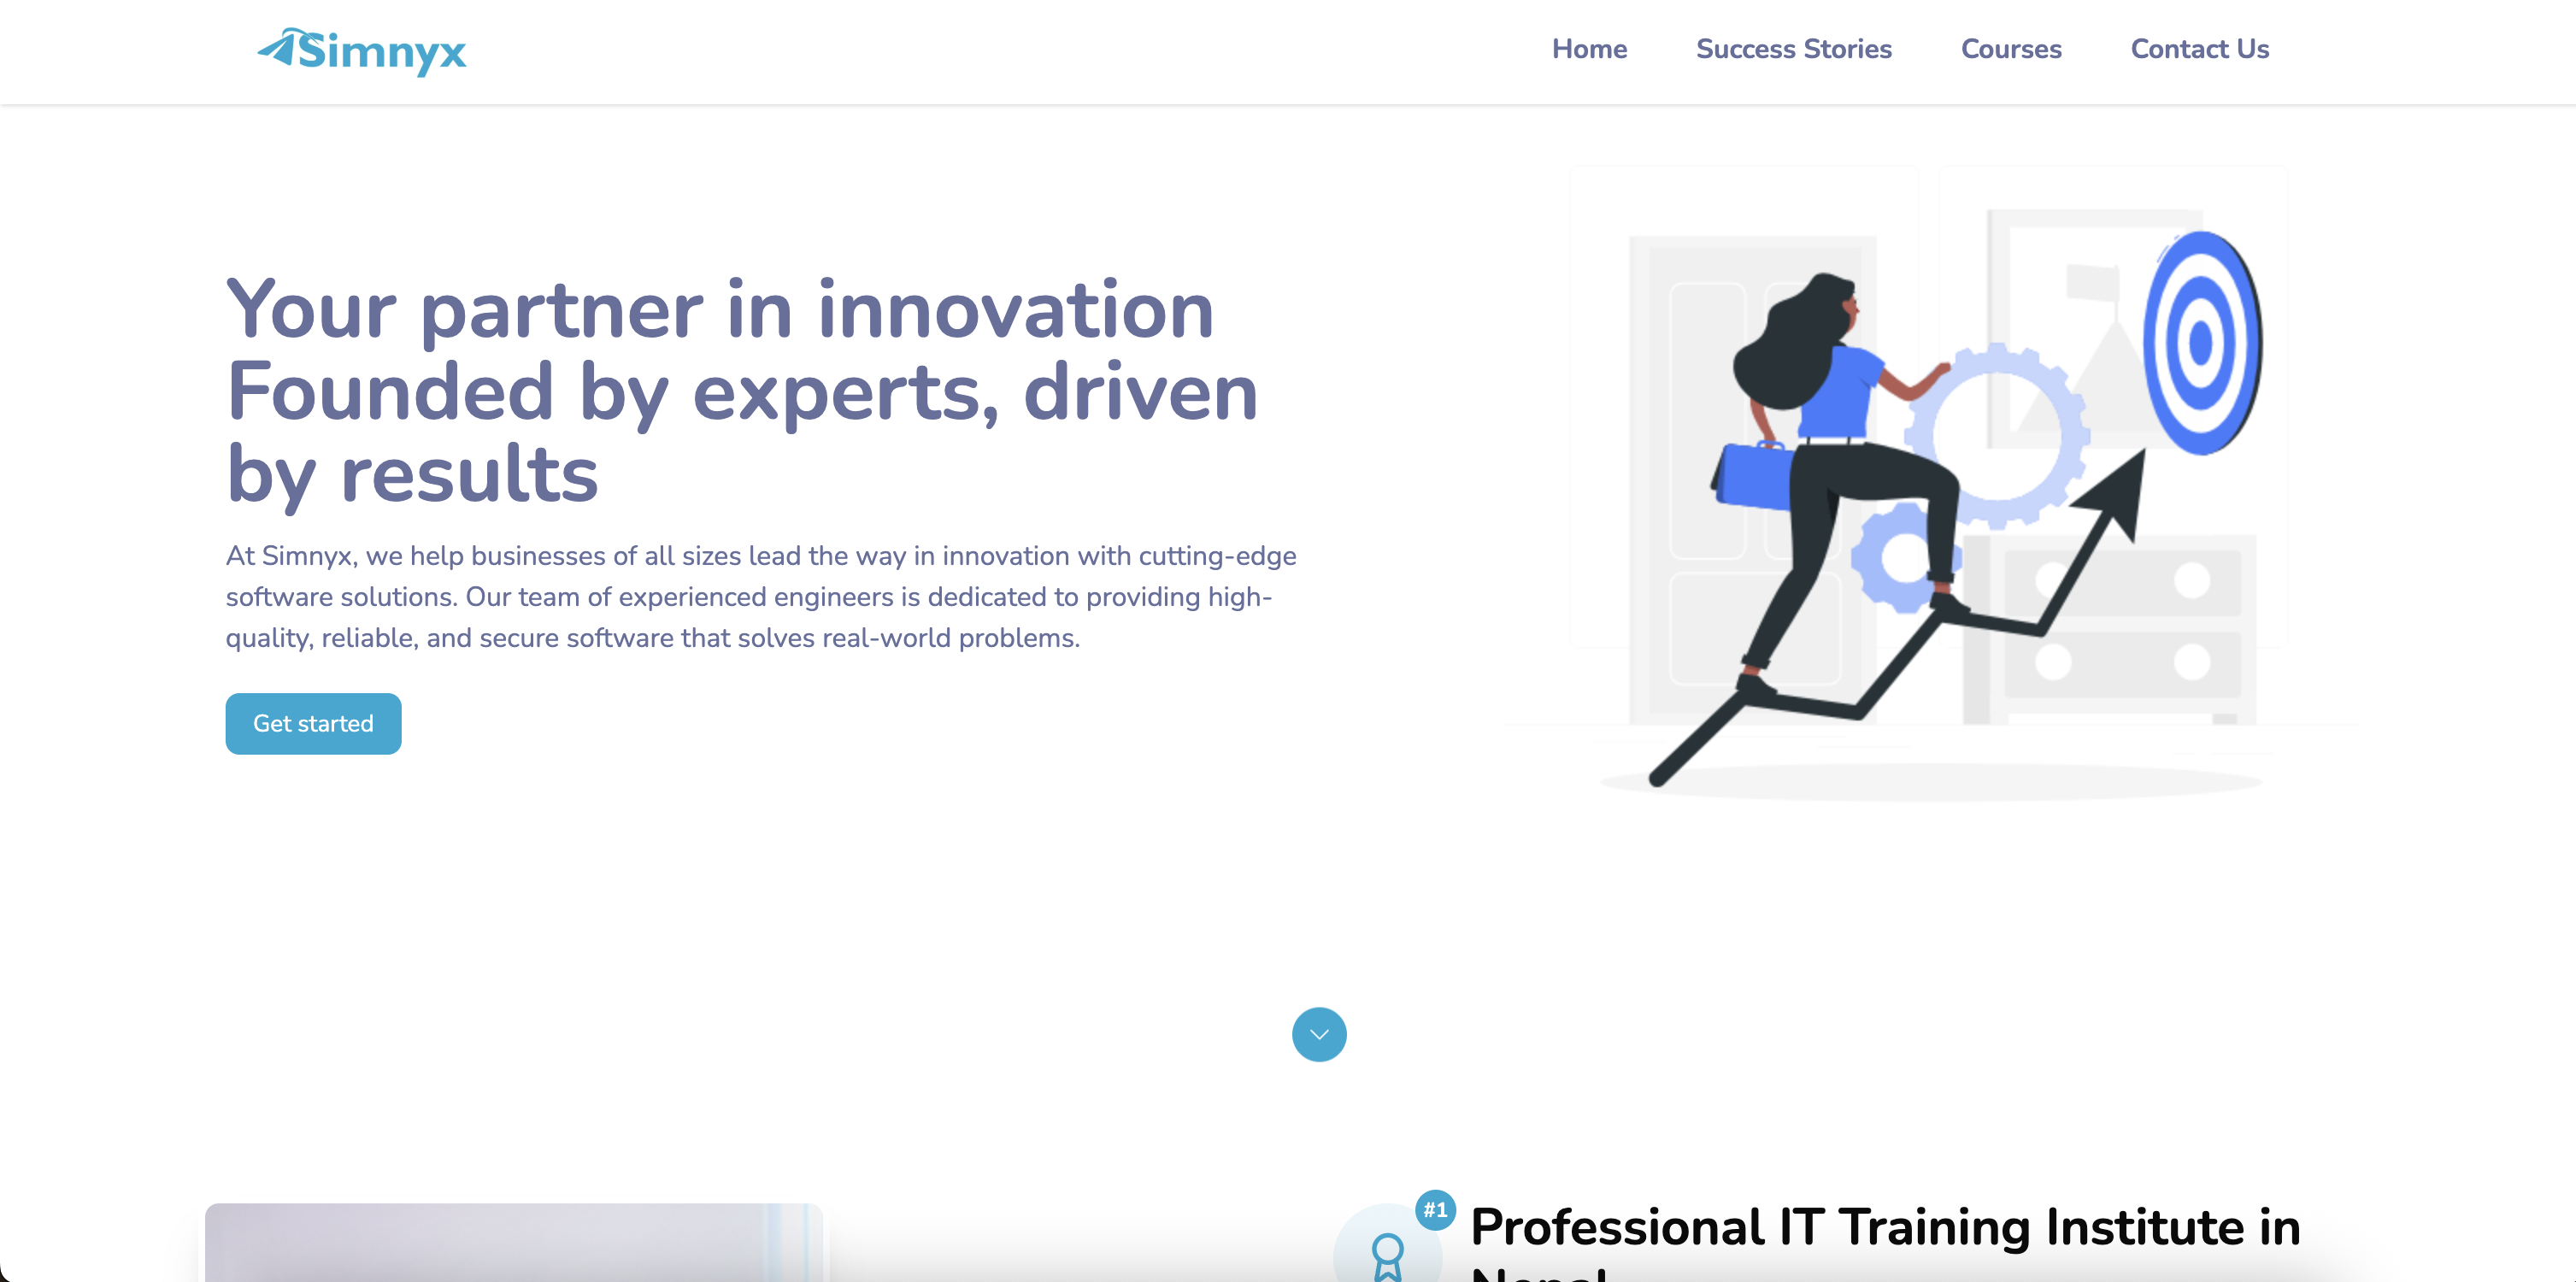 Simnyx
Home Success Stories Courses Contact Us
Your partner in innovation
Founded by experts, driven
by results
At Simnyx, we help businesses of all sizes lead the way in innovation with cutting-edge
software solutions. Our team of experienced engineers is dedicated to providing high-
quality, reliable, and secure software that solves real-world problems.
Get started
#1
Professional IT Training Institute in